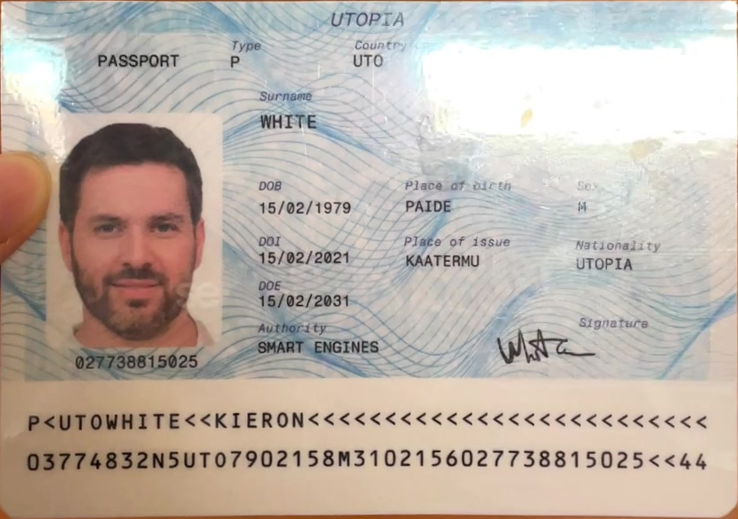 UTOPIA
PASSPORT
Type
P
Country
UTO
Surname
WHITE
DOB
15/02/1979
Place of birth
PAIDE
Sex
M
DOI
15/02/2021
Place of issue
KAATERMU
Nationality
UTOPIA
DOE
15/02/2031
Authority
SMART ENGINES
Signature
027738815025
P<UTOWHITE<<KIERON<<<<<<<<<<<<<<<<<<<<<<<<<<
03774832N5UTO7902158M3102156027738815025<<44